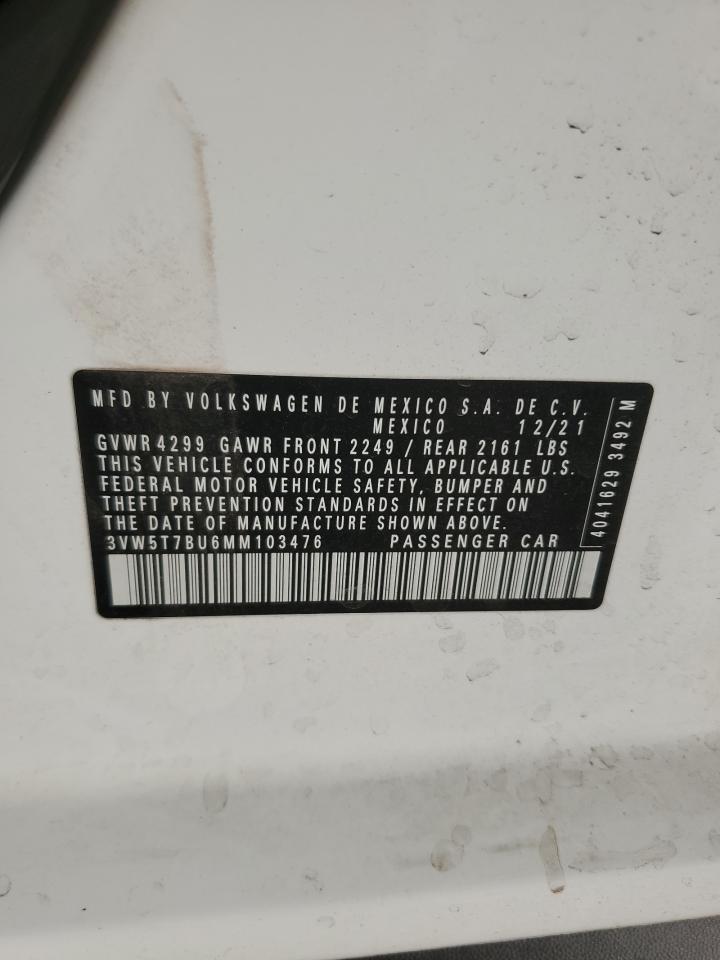 MFD BY VOLKSWAGEN DE MEXICO S.A. DE C.V.
MEXICO 12/21
GVWR 4299 GAWR FRONT 2249 / REAR 2161 LBS
THIS VEHICLE CONFORMS TO ALL APPLICABLE U.S.
FEDERAL MOTOR VEHICLE SAFETY, BUMPER AND
THEFT PREVENTION STANDARDS IN EFFECT ON
THE DATE OF MANUFACTURE SHOWN ABOVE.
3VW5T7BU6MM103476 PASSENGER CAR
4041629 3492 M